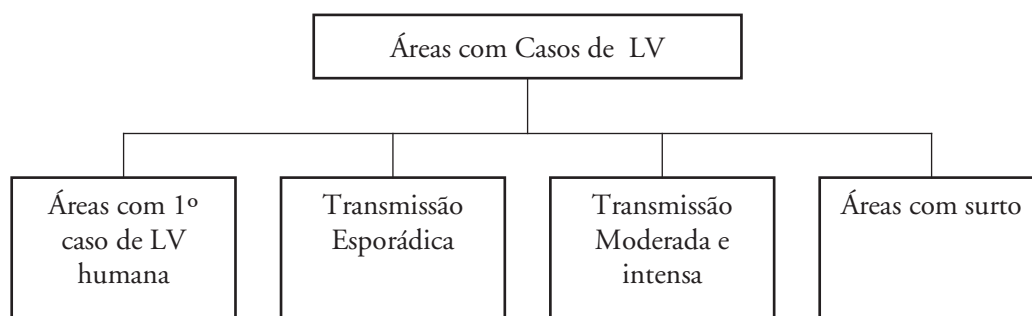 Áreas com Casos de LV
Áreas com 1º
caso de LV
humana
Transmissão
Esporádica
Transmissão
Moderada e
intensa
Áreas com surto